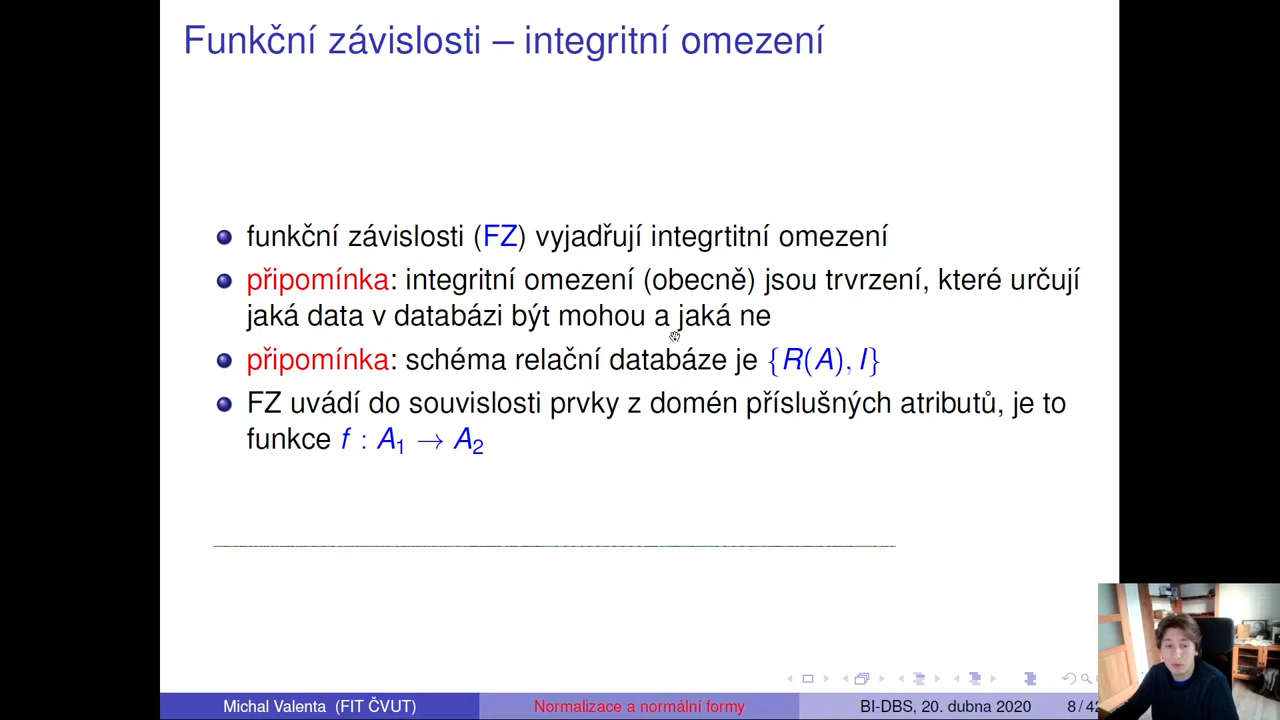 Funkční závislosti – integritní omezení
funkční závislosti (FZ) vyjadřují integrtitní omezení
připomínka: integritní omezení (obecně) jsou trvrzení, které určují
jaká data v databázi být mohou a jaká ne
připomínka: schéma relační databáze je {R(A), I}
FZ uvádí do souvislosti prvky z domén příslušných atributů, je to
funkce f : A₁ → A₂
Michal Valenta (FIT ČVUT)
Normalizace a normální formy
BI-DBS, 20. dubna 2020
8 / 42